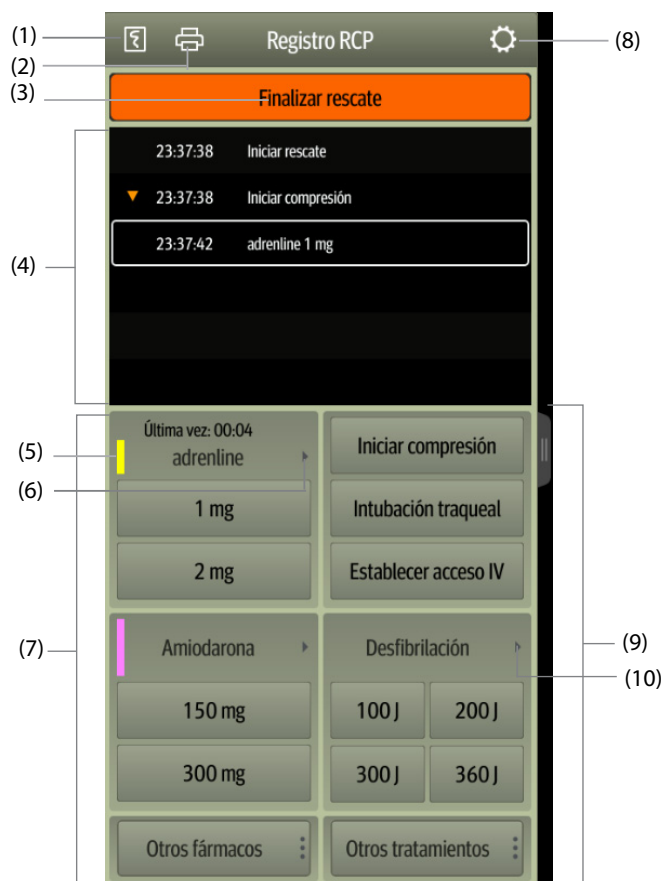 (1)
Registro RCP
(8)
(2)
(3)
Finalizar rescate
23:37:38 Iniciar rescate
23:37:38 Iniciar compresión
23:37:42 adrenline 1 mg
(4)
Última vez: 00:04
(5)
adrenline
Iniciar compresión
(6)
1 mg
Intubación traqueal
2 mg
Establecer acceso IV
(7)
Amiodarona
Desfibrilación
(9)
(10)
150 mg
100 J
200 J
300 mg
300 J
360 J
Otros fármacos
Otros tratamientos